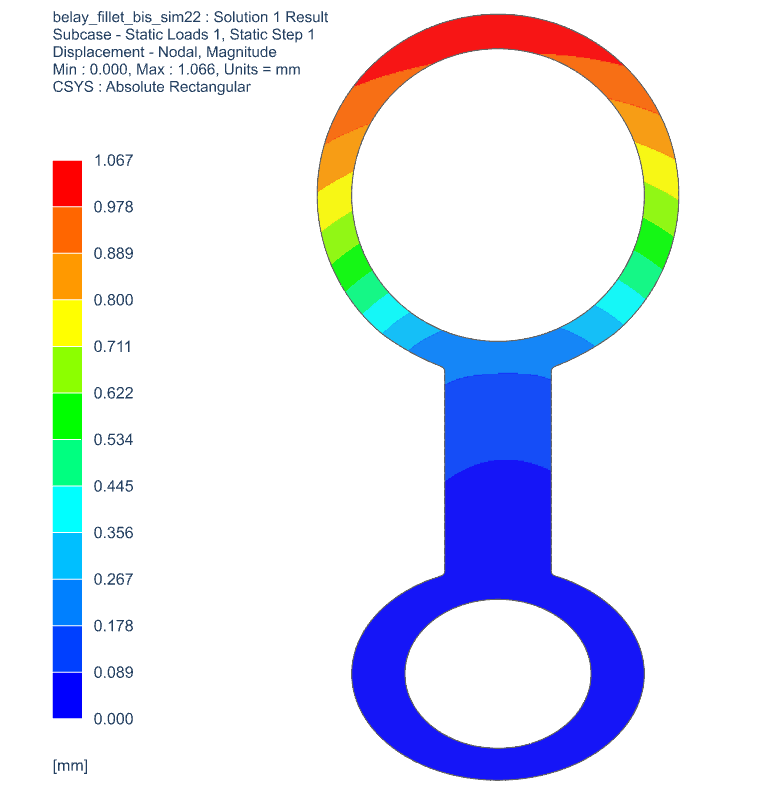 belay_fillet_bis_sim22 : Solution 1 Result
Subcase - Static Loads 1, Static Step 1
Displacement - Nodal, Magnitude
Min : 0.000, Max : 1.066, Units = mm
CSYS : Absolute Rectangular
1.067
0.978
0.889
0.800
0.711
0.622
0.534
0.445
0.356
0.267
0.178
0.089
0.000
[mm]